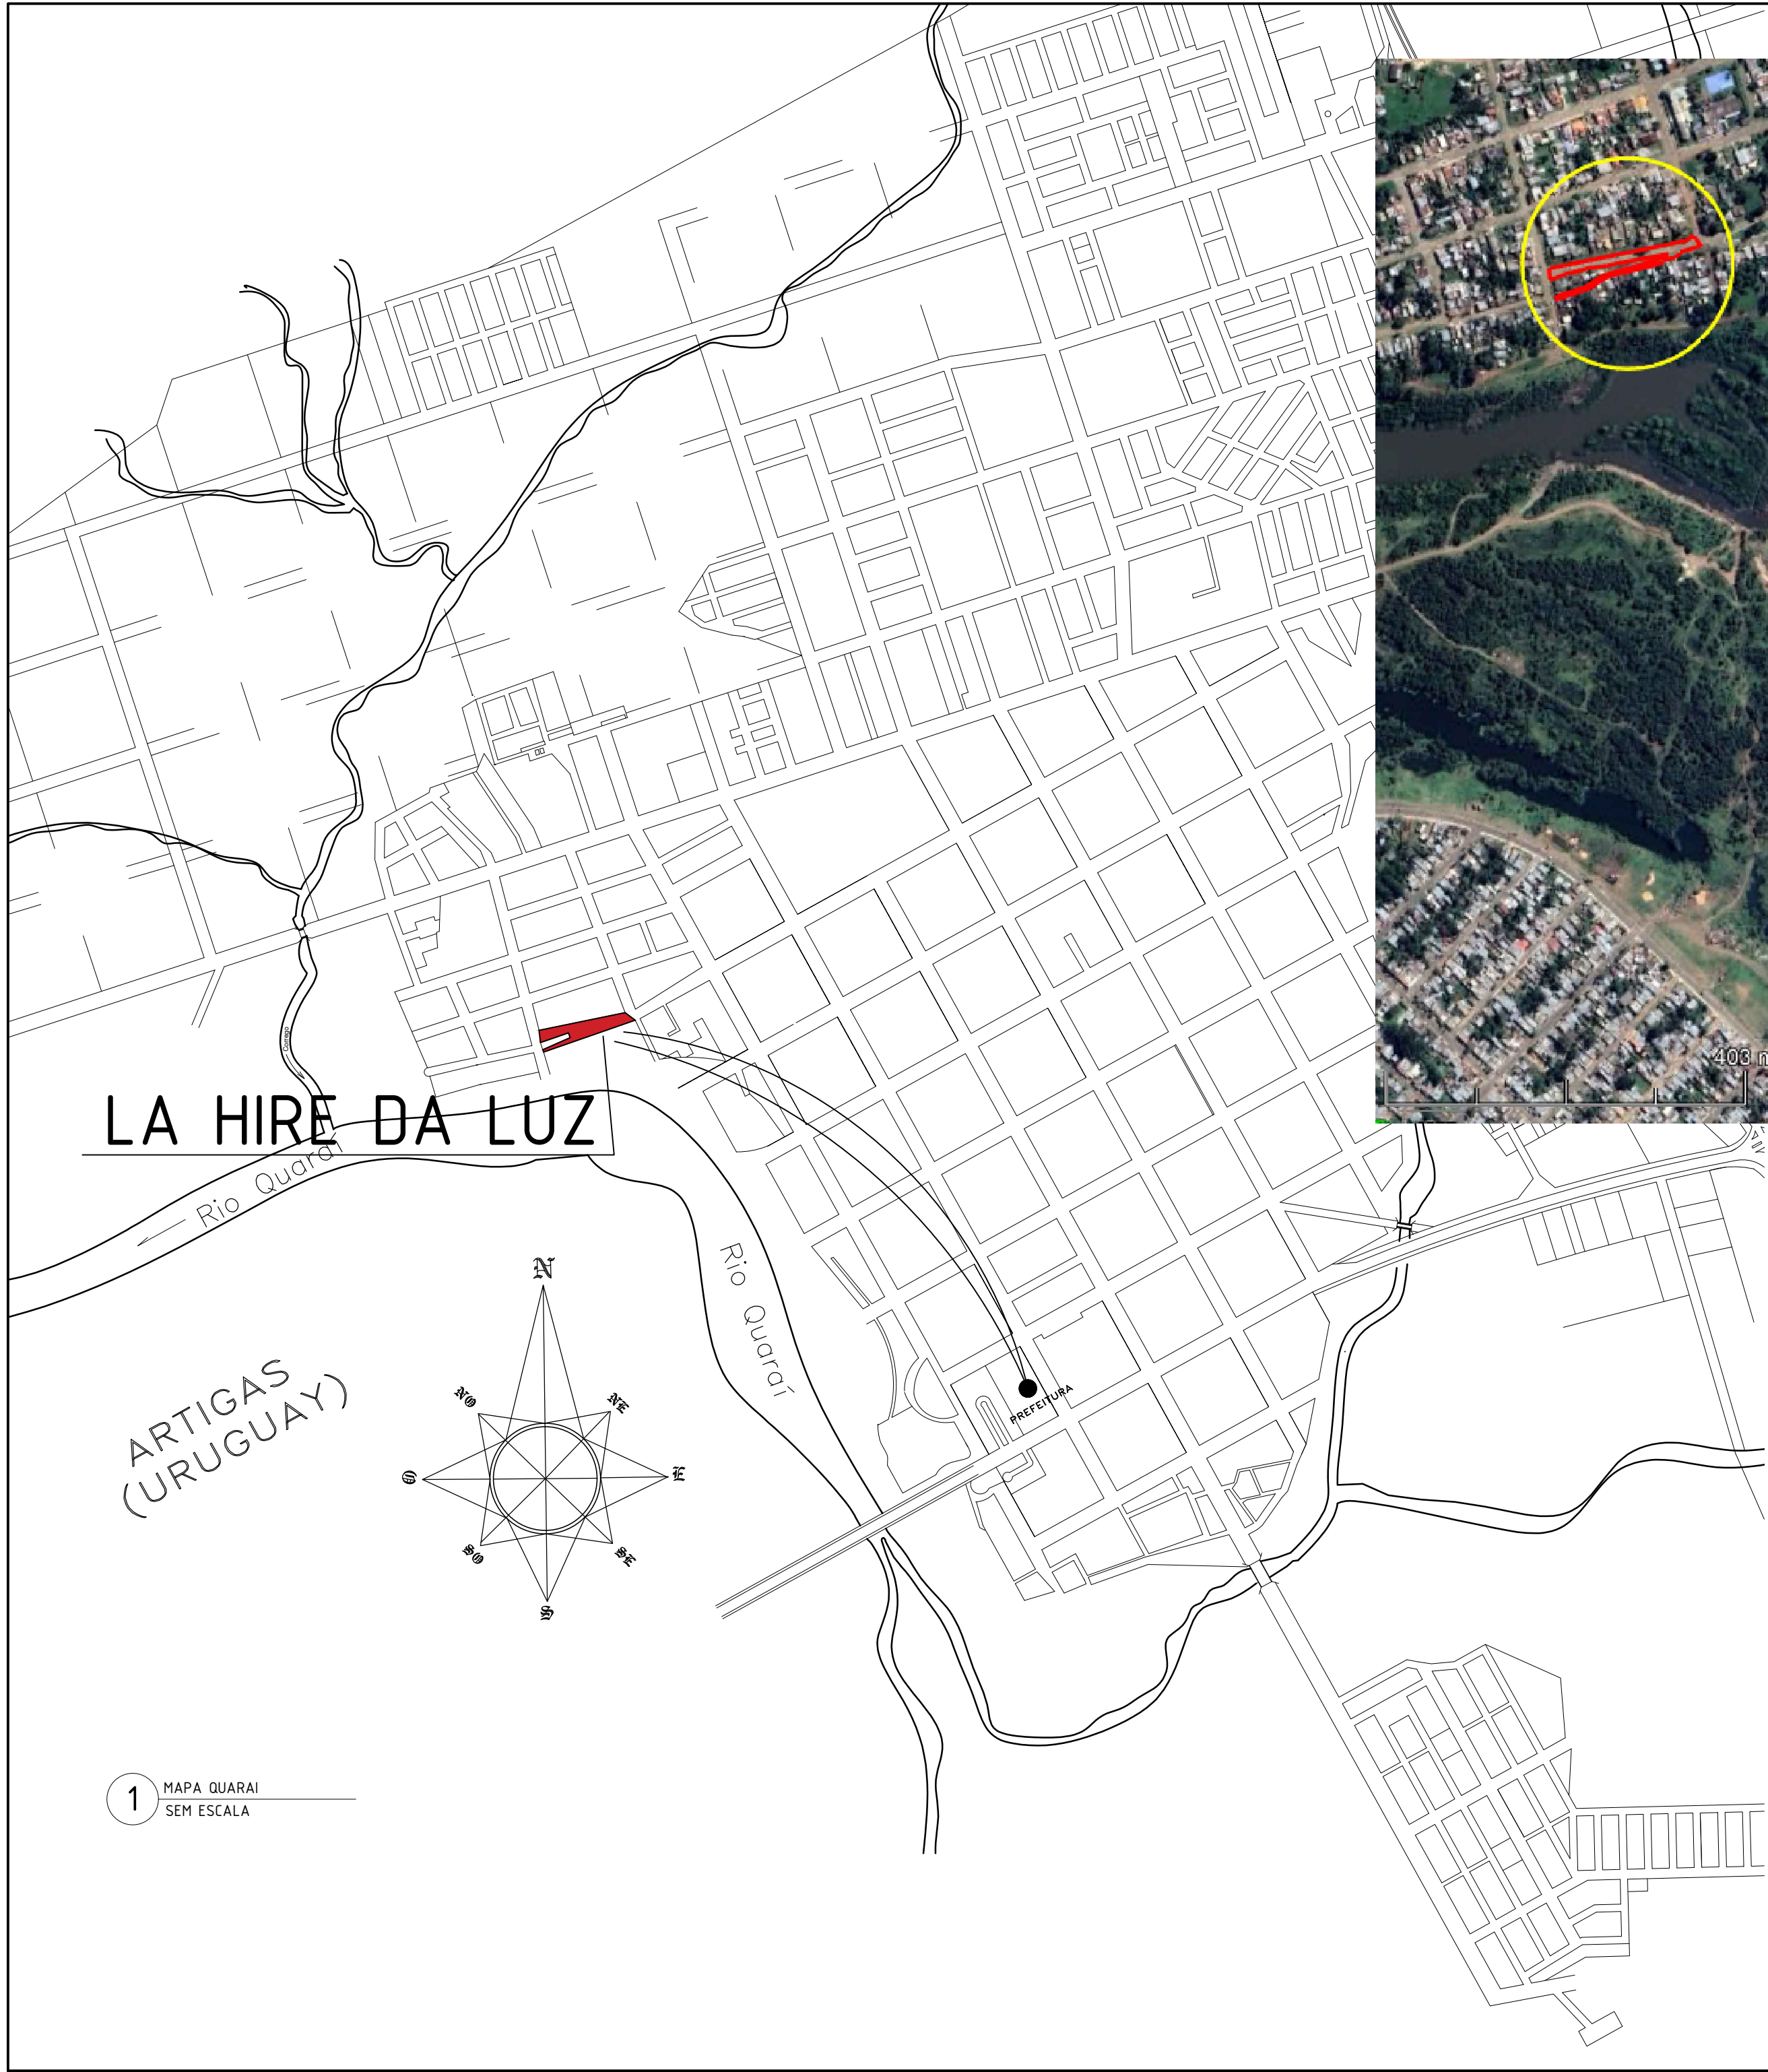 403 m
Corrego
LA HIRE DA LUZ
Rio Quaraí
Rio Quaraí
N
NO
NE
ARTIGAS
(URUGUAY)
O
E
SO
SE
S
PREFEITURA
1
MAPA QUARAI
SEM ESCALA